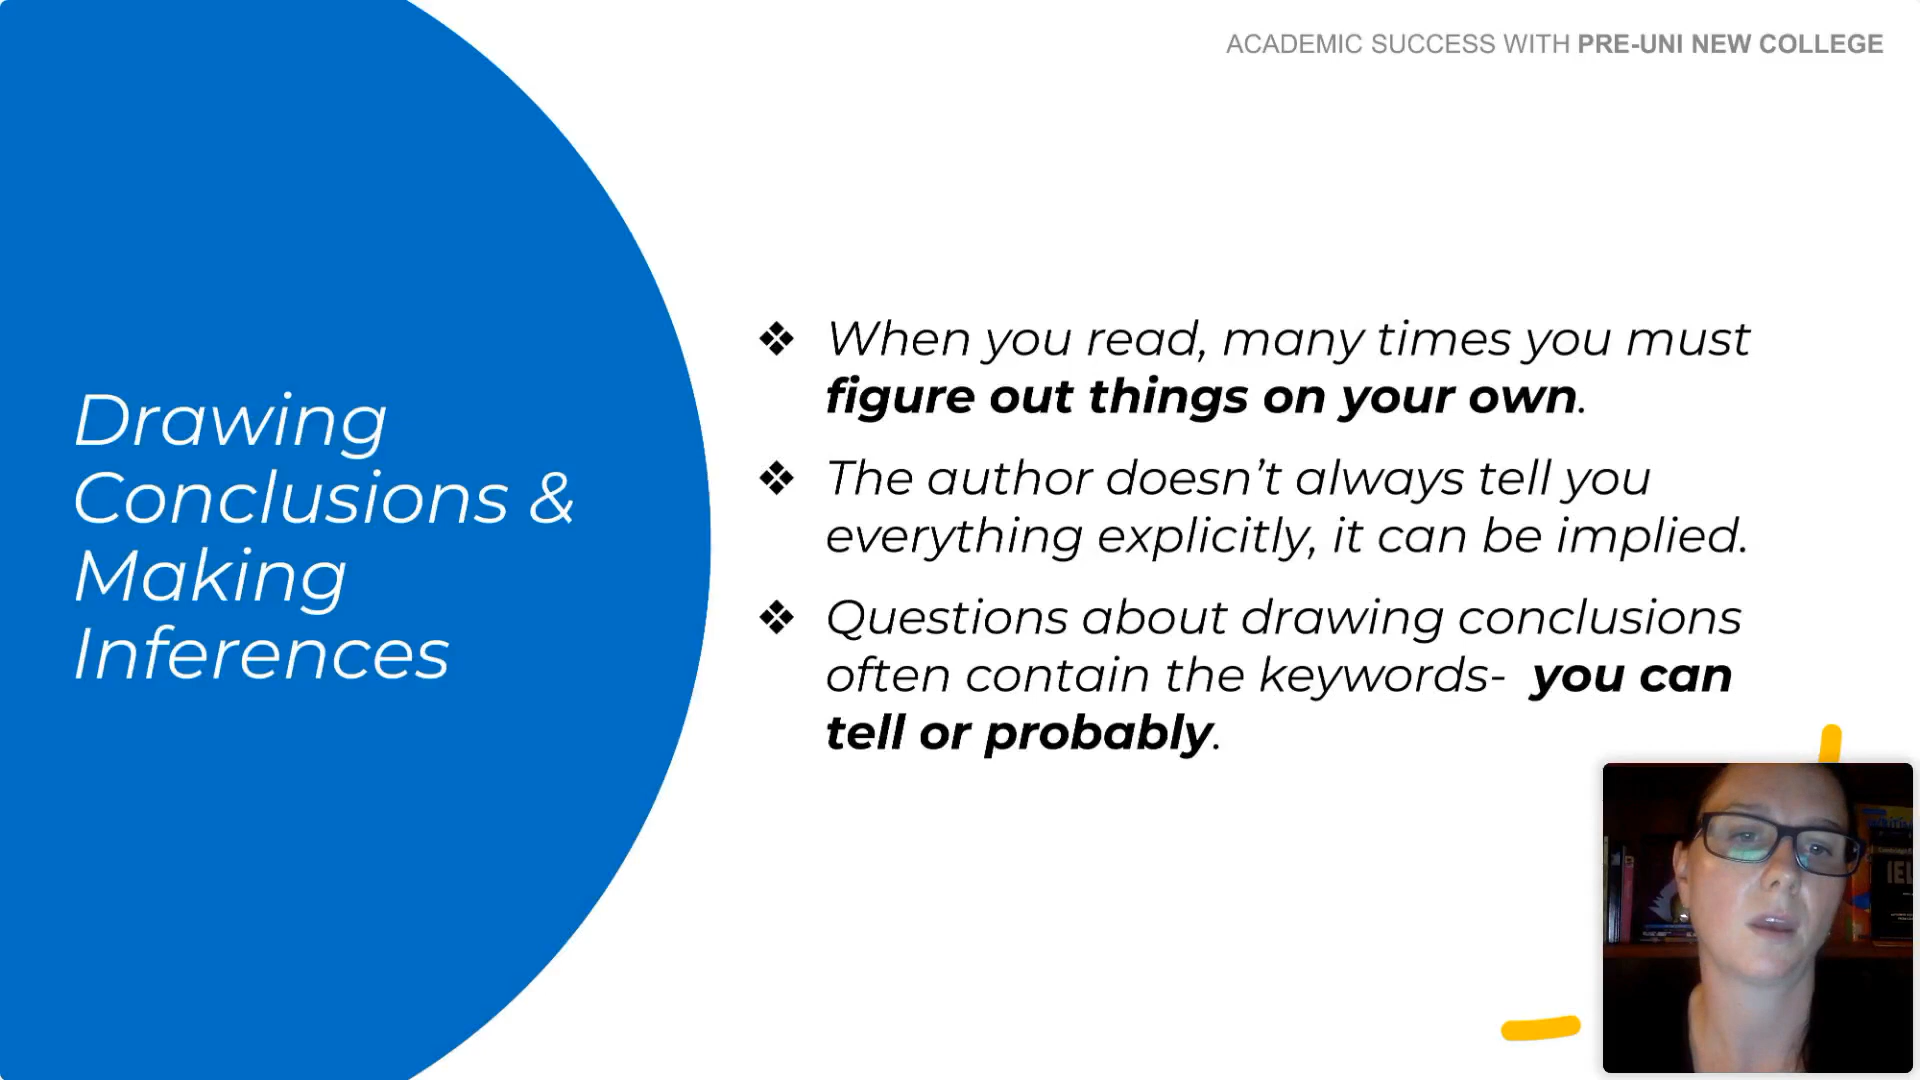 ACADEMIC SUCCESS WITH PRE-UNI NEW COLLEGE
Drawing
Conclusions &
Making
Inferences
❖ When you read, many times you must
figure out things on your own.
❖ The author doesn’t always tell you
everything explicitly, it can be implied.
❖ Questions about drawing conclusions
often contain the keywords- you can
tell or probably.